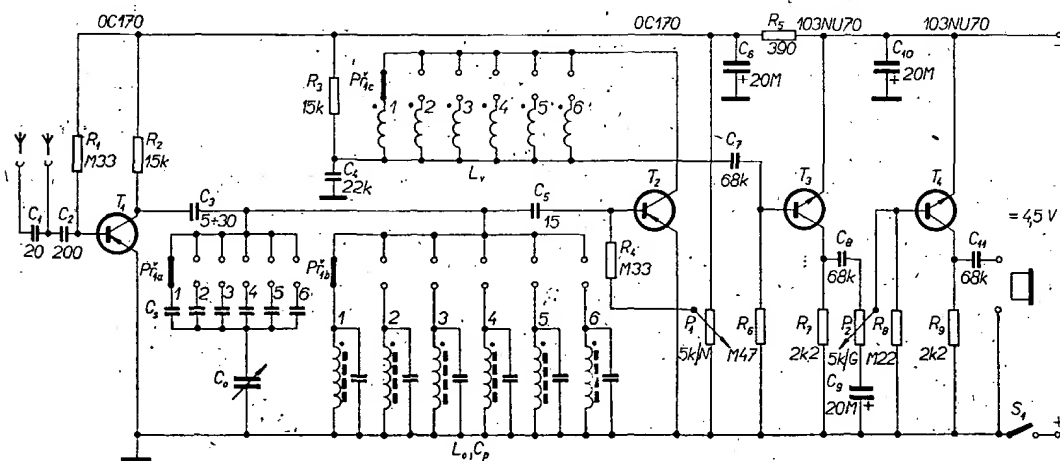 OC170
OC170
R5
390
103NU70
103NU70
R1
M33
R2
15k
R3
15k
Př1c
1 2 3 4 5 6
C6
+ 20M
C10
+ 20M
Lv
C7
68k
C1
20
C2
200
T1
C3
5÷30
C4
22k
C5
15
T2
T3
T4
= 4,5 V
Př1a
1 2 3 4 5 6
Cs
Př1b
1 2 3 4 5 6
R4
M33
C8
68k
C11
68k
P1
5k/N
M47
R6
R7
2k2
P2
5k/G
R8
M22
R9
2k2
C9
20M +
Co
S1
+
Lo, Cp